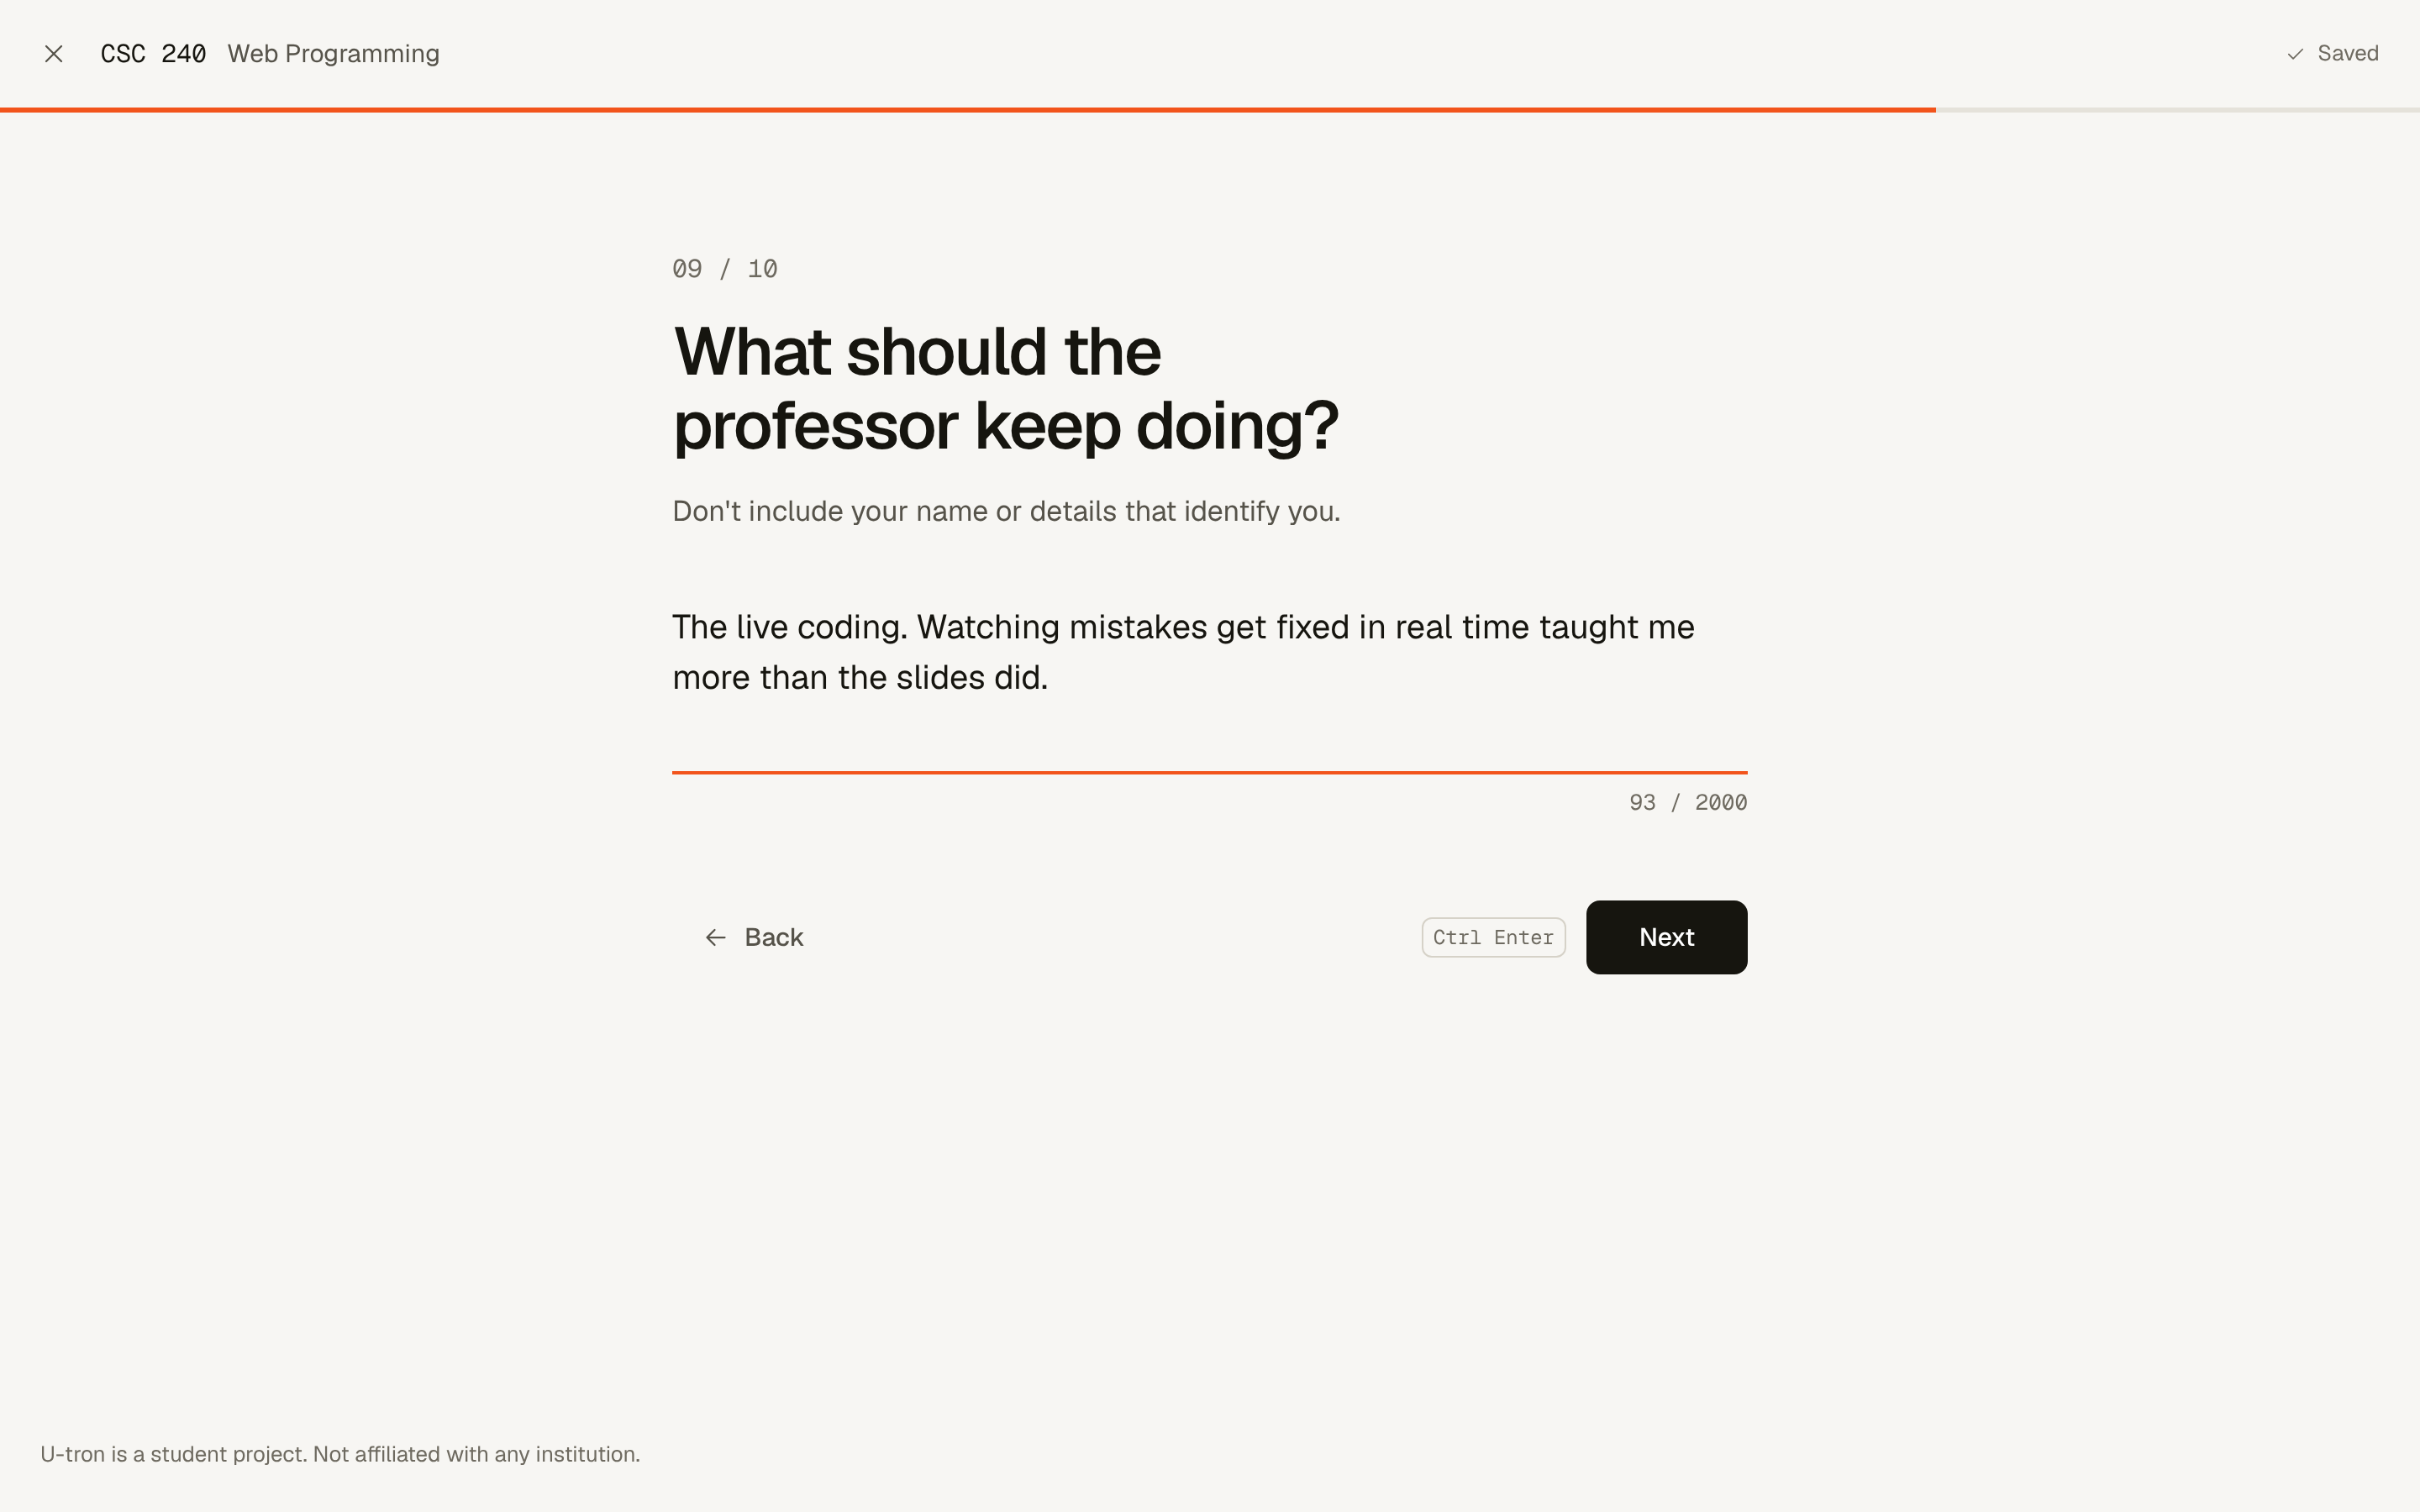 CSC 240 Web Programming
Saved
09 / 10
What should the
professor keep doing?
Don't include your name or details that identify you.
The live coding. Watching mistakes get fixed in real time taught me
more than the slides did.
93 / 2000
Back
Ctrl Enter
Next
U-tron is a student project. Not affiliated with any institution.